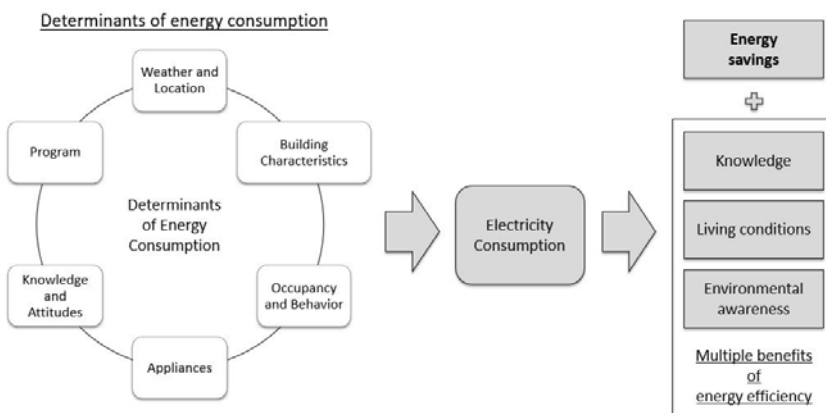 Determinants of energy consumption
Weather and
Location
Program
Building
Characteristics
Determinants
of Energy
Consumption
Knowledge
and
Attitudes
Occupancy
and Behavior
Appliances
Electricity
Consumption
Energy
savings
Knowledge
Living conditions
Environmental
awareness
Multiple benefits
of
energy efficiency